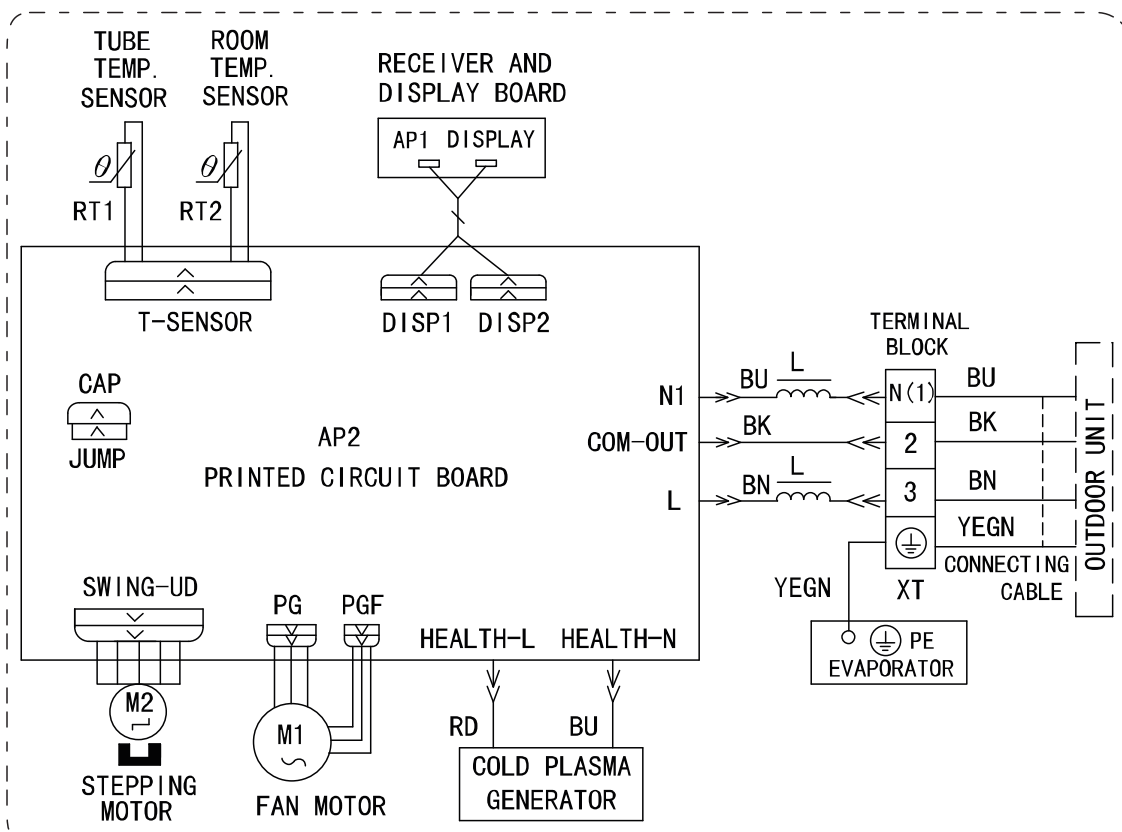 TUBE
TEMP.
SENSOR
ROOM
TEMP.
SENSOR
RECEIVER AND
DISPLAY BOARD
AP1 DISPLAY
θ
RT1
θ
RT2
T-SENSOR
DISP1
DISP2
CAP
JUMP
AP2
PRINTED CIRCUIT BOARD
N1
COM-OUT
L
BU
L
BK
BN
L
TERMINAL
BLOCK
N(1)
2
3
XT
BU
BK
BN
YEGN
CONNECTING
CABLE
OUTDOOR UNIT
YEGN
PE
EVAPORATOR
SWING-UD
M2
STEPPING
MOTOR
PG
PGF
M1
FAN MOTOR
HEALTH-L
HEALTH-N
RD
BU
COLD PLASMA
GENERATOR